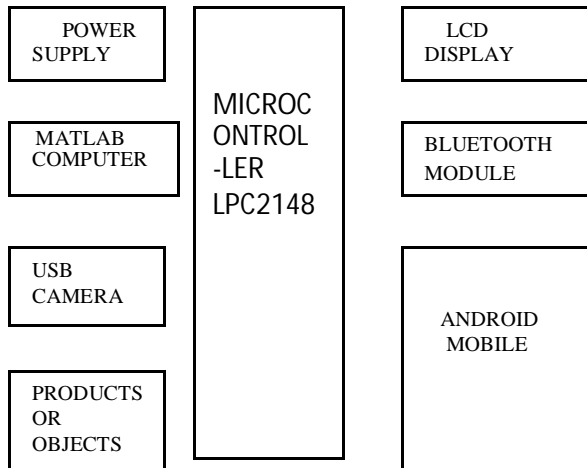 POWER
SUPPLY
MATLAB
COMPUTER
USB
CAMERA
PRODUCTS
OR
OBJECTS
MICROC
ONTROL
-LER
LPC2148
LCD
DISPLAY
BLUETOOTH
MODULE
ANDROID
MOBILE